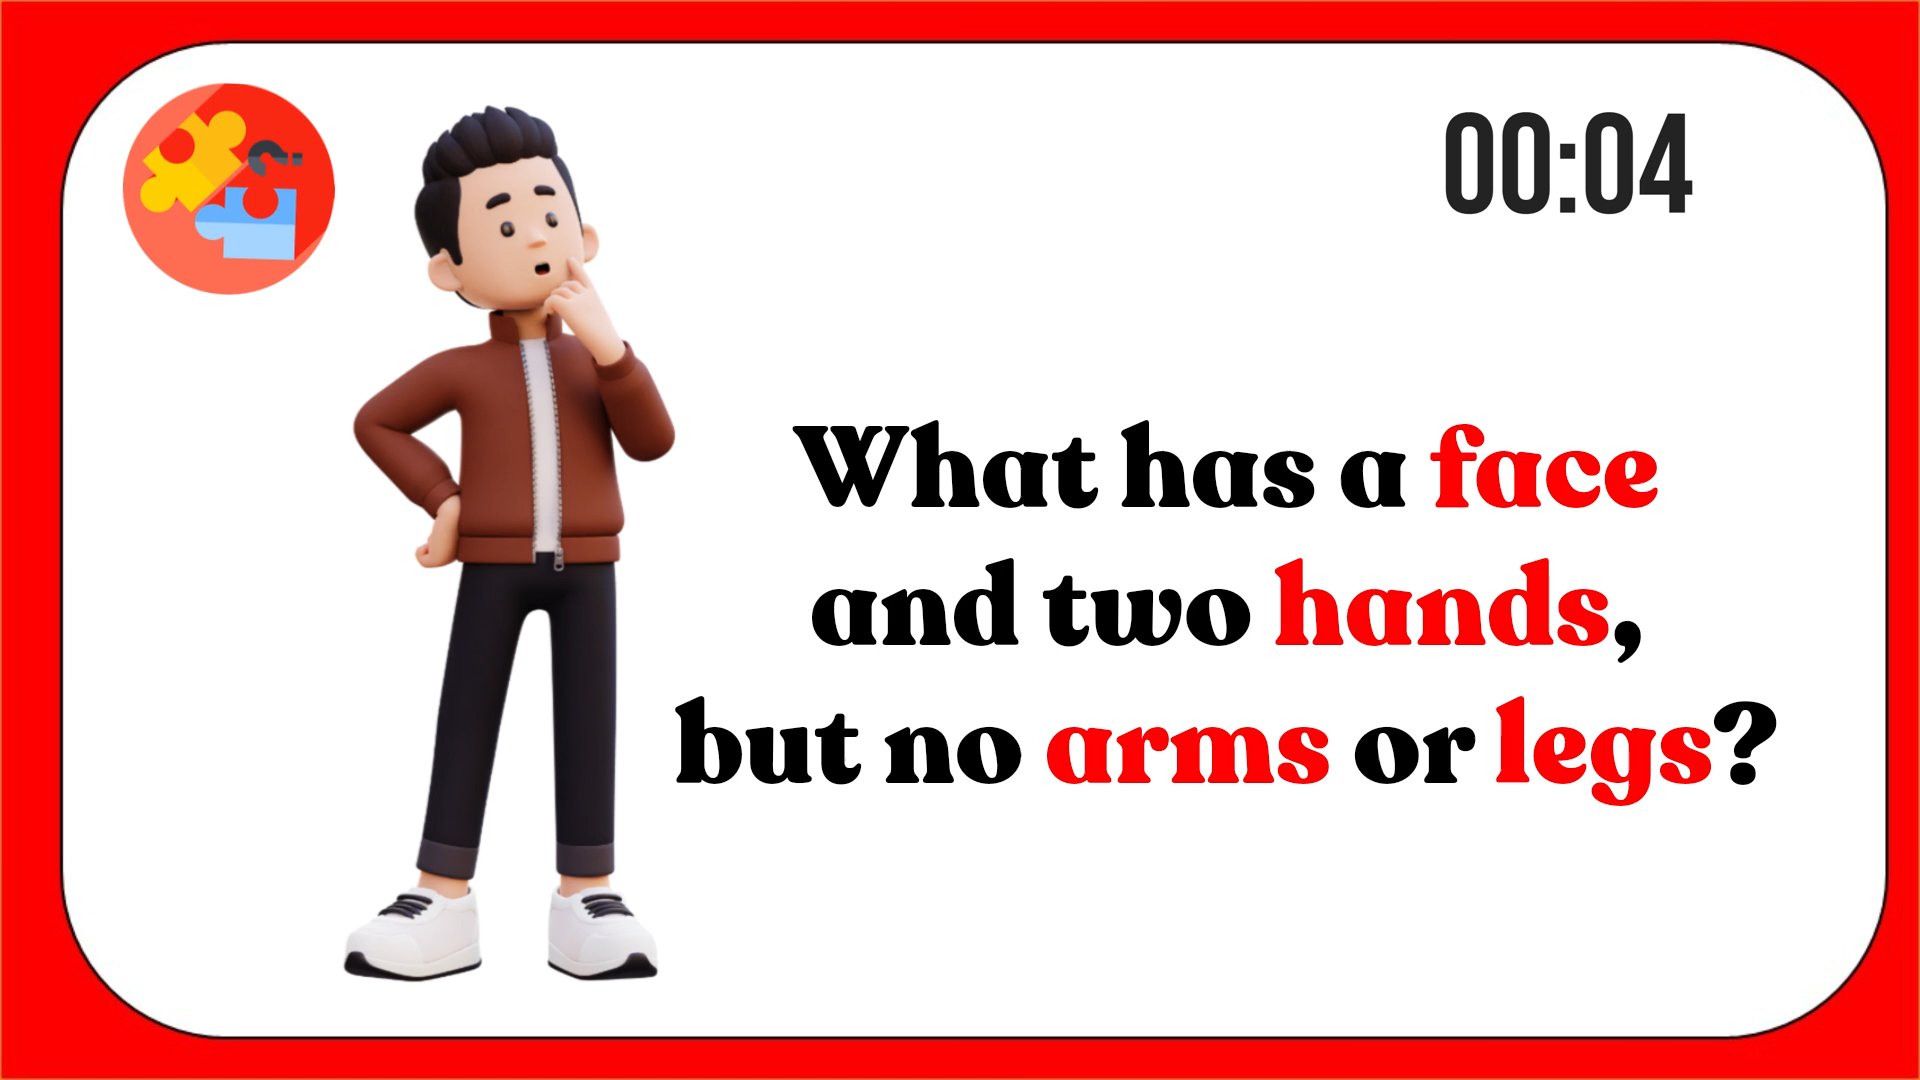 00:04
What has a face
and two hands,
but no arms or legs?